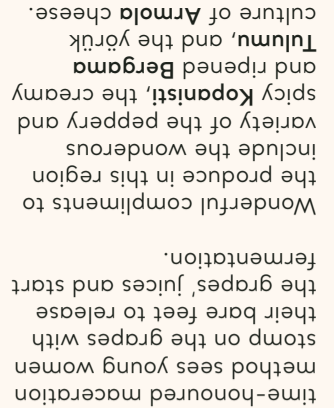 time-honoured maceration
method sees young women
stomp on the grapes with
their bare feet to release
the grapes' juices and start
fermentation.
Wonderful compliments to
the produce in this region
include the wonderous
variety of the peppery and
spicy Kopanisti, the creamy
and ripened Bergama
Tulumu, and the yörük
culture of Armola cheese.